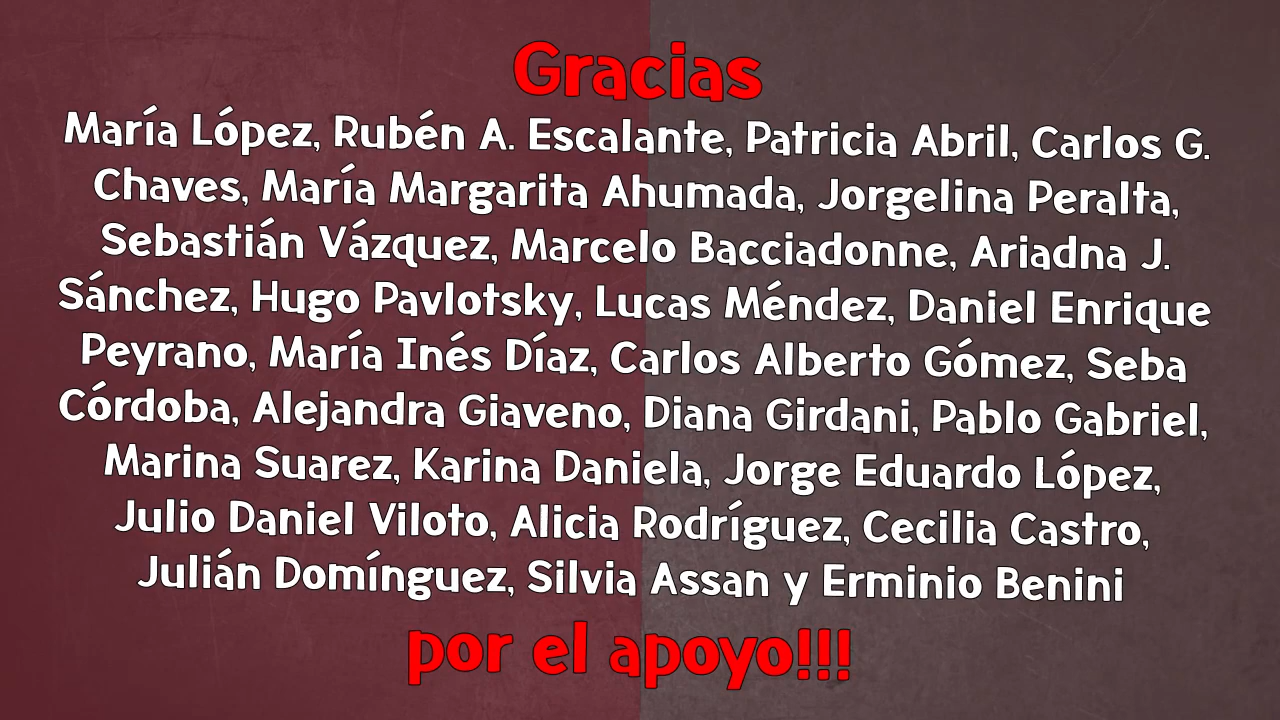 Gracias
María López, Rubén A. Escalante, Patricia Abril, Carlos G.
Chaves, María Margarita Ahumada, Jorgelina Peralta,
Sebastián Vázquez, Marcelo Bacciadonne, Ariadna J.
Sánchez, Hugo Pavlotsky, Lucas Méndez, Daniel Enrique
Peyrano, María Inés Díaz, Carlos Alberto Gómez, Seba
Córdoba, Alejandra Giaveno, Diana Girdani, Pablo Gabriel,
Marina Suarez, Karina Daniela, Jorge Eduardo López,
Julio Daniel Viloto, Alicia Rodríguez, Cecilia Castro,
Julián Domínguez, Silvia Assan y Erminio Benini
por el apoyo!!!